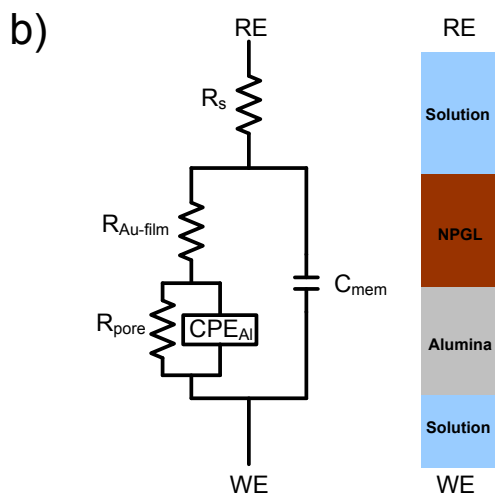 b)
RE
RE
Rs
Solution
RAu-film
NPGL
Cmem
Rpore
CPEAl
Alumina
Solution
WE
WE